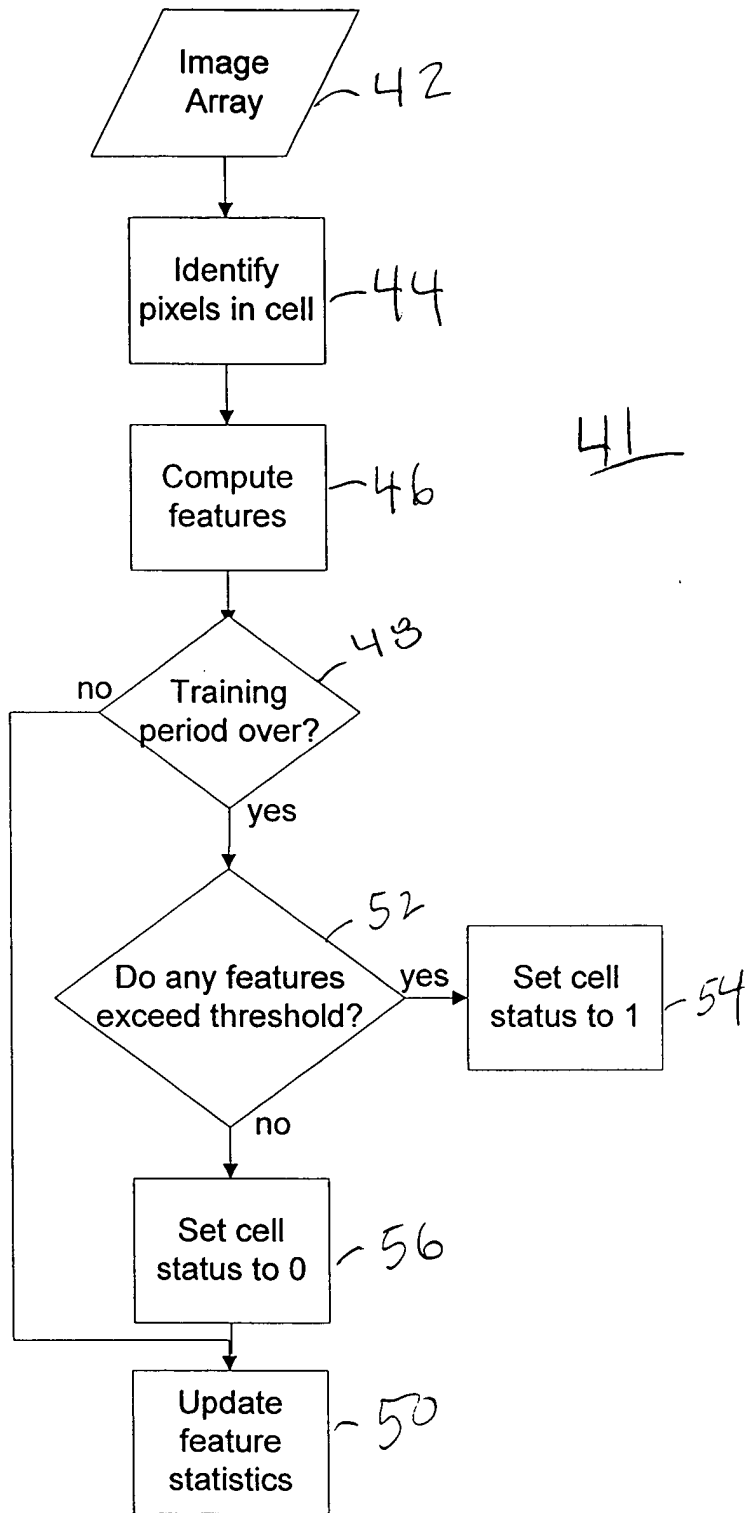 Image
Array
42
Identify
pixels in cell
44
41
Compute
features
46
48
no
Training
period over?
yes
52
Do any features
exceed threshold?
yes
Set cell
status to 1
54
no
Set cell
status to 0
56
Update
feature
statistics
50